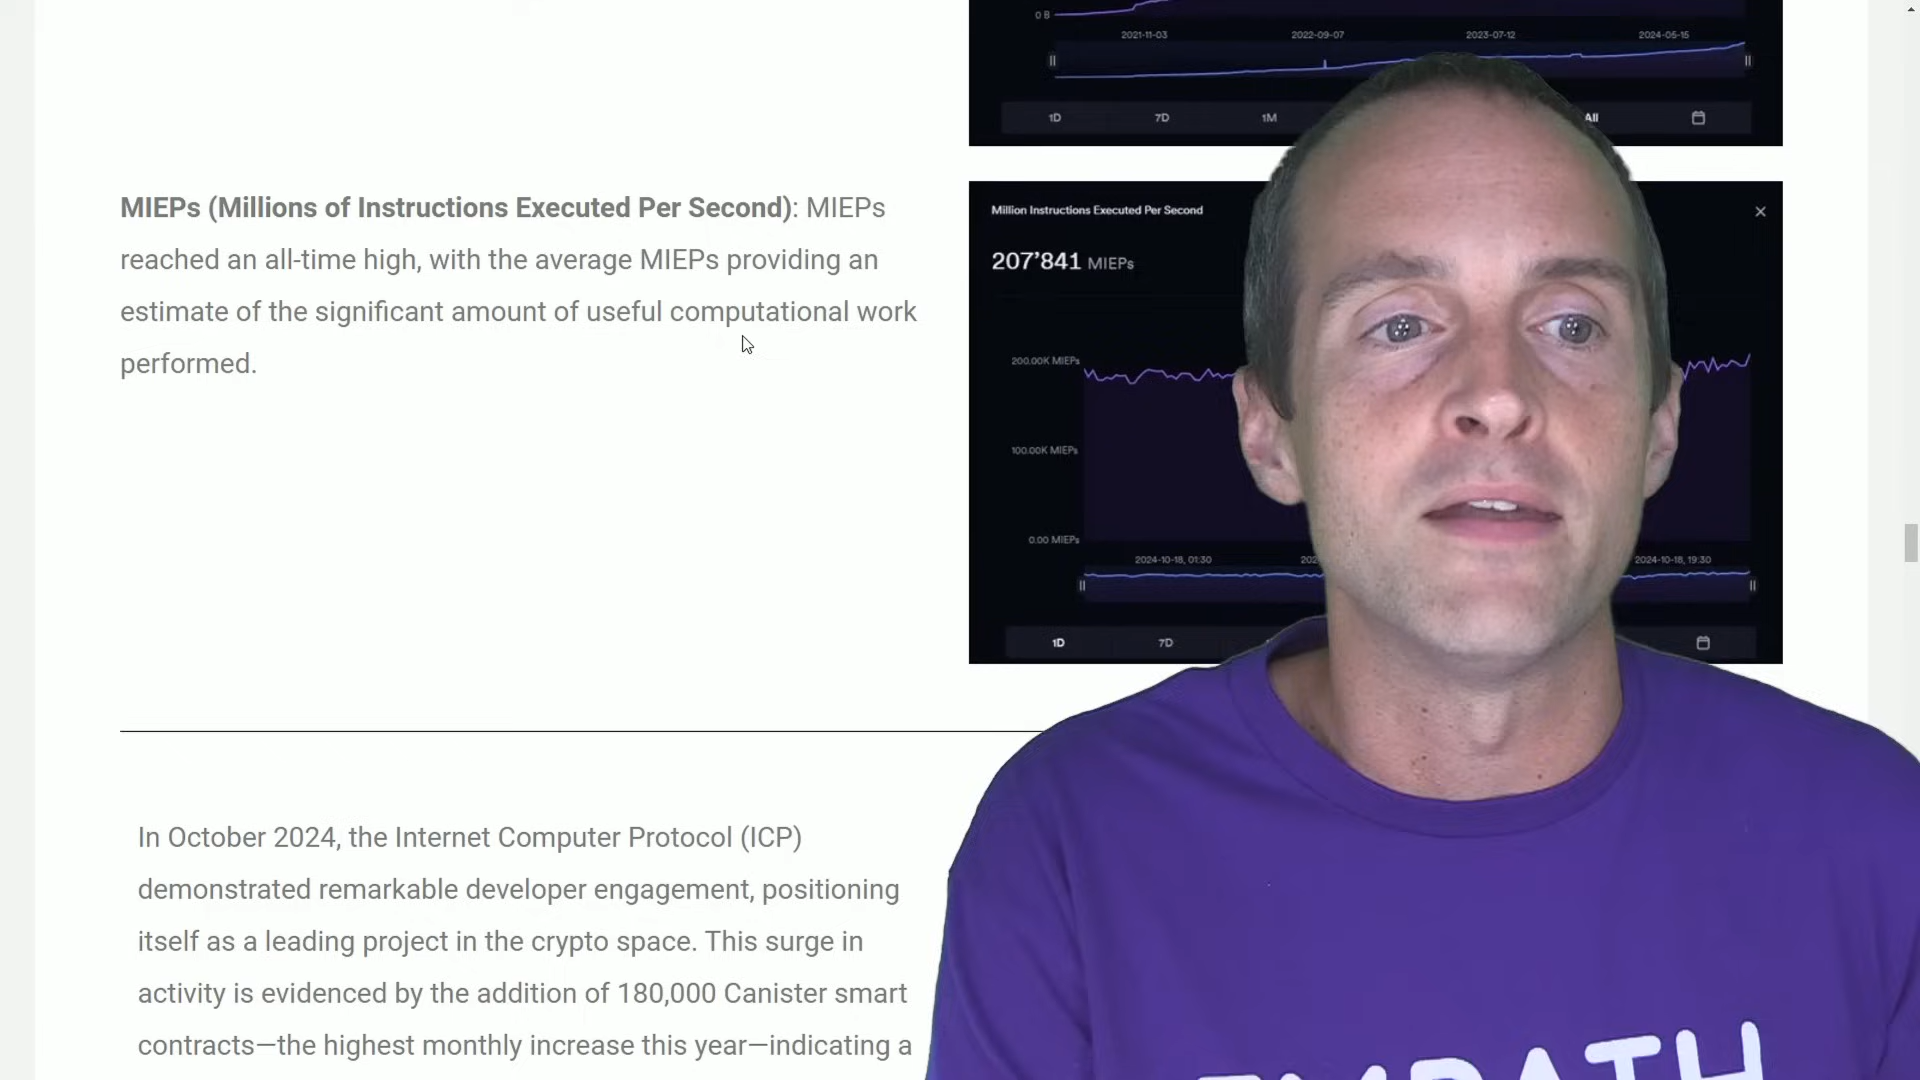 0 B
2021-11-03 2022-09-07 2023-07-12 2024-05-15
1D 7D 1M All
MIEPs (Millions of Instructions Executed Per Second): MIEPs
reached an all-time high, with the average MIEPs providing an
estimate of the significant amount of useful computational work
performed.
Million Instructions Executed Per Second
207’841 MIEPs
200.00K MIEPs
100.00K MIEPs
0.00 MIEPs
2024-10-18, 01:30 2024-10-18, 19:30
1D 7D
In October 2024, the Internet Computer Protocol (ICP)
demonstrated remarkable developer engagement, positioning
itself as a leading project in the crypto space. This surge in
activity is evidenced by the addition of 180,000 Canister smart
contracts—the highest monthly increase this year—indicating a